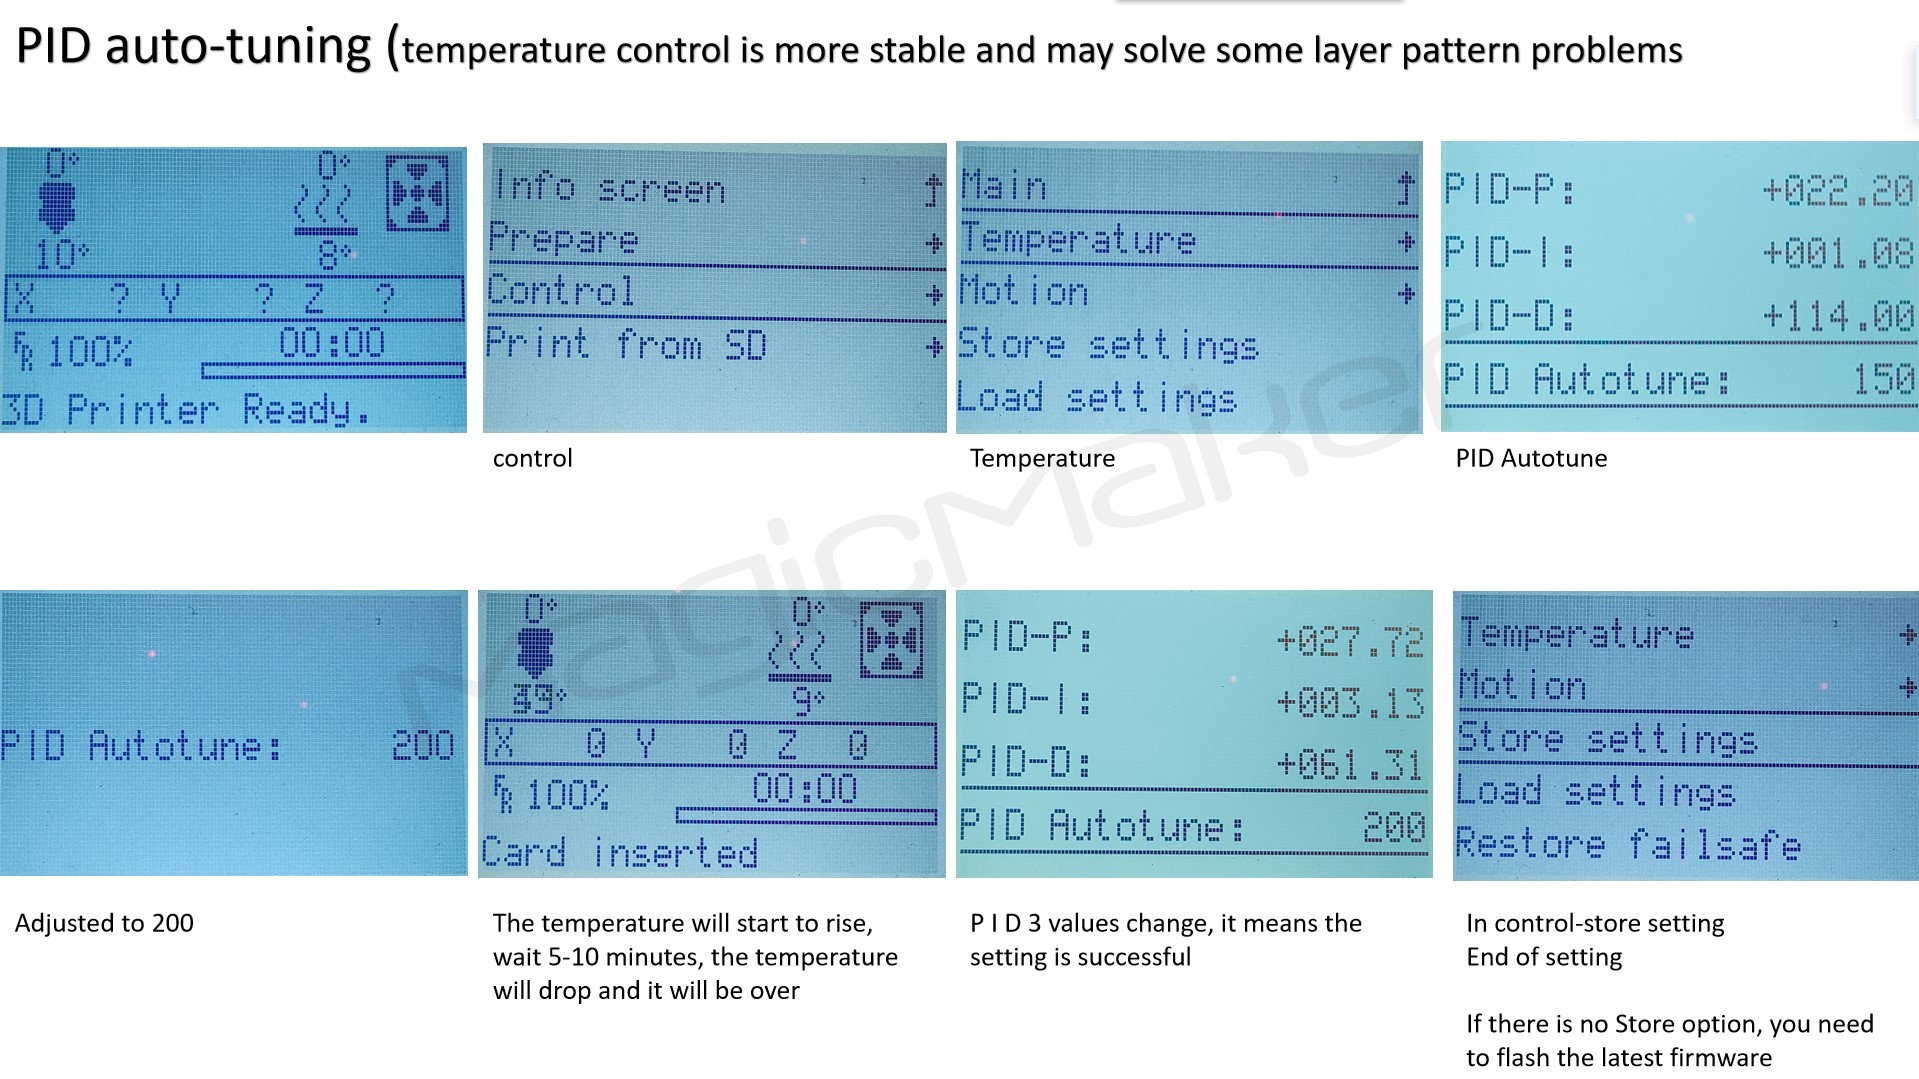 PID auto-tuning (temperature control is more stable and may solve some layer pattern problems
0° 0°
10° 8°
X ? Y ? Z ?
FR 100% 00:00
3D Printer Ready.
Info screen
Prepare
Control
Print from SD
control
Main
Temperature
Motion
Store settings
Load settings
Temperature
PID-P: +022.20
PID-I: +001.08
PID-D: +114.00
PID Autotune: 150
PID Autotune
MagicMaker
PID Autotune: 200
Adjusted to 200
0° 0°
9°
X 0 Y 0 Z 0
FR 100% 00:00
Card inserted
The temperature will start to rise,
wait 5-10 minutes, the temperature
will drop and it will be over
PID-P: +027.72
PID-I: +003.13
PID-D: +061.31
PID Autotune: 200
P I D 3 values change, it means the
setting is successful
Temperature
Motion
Store settings
Load settings
Restore failsafe
In control-store setting
End of setting
If there is no Store option, you need
to flash the latest firmware